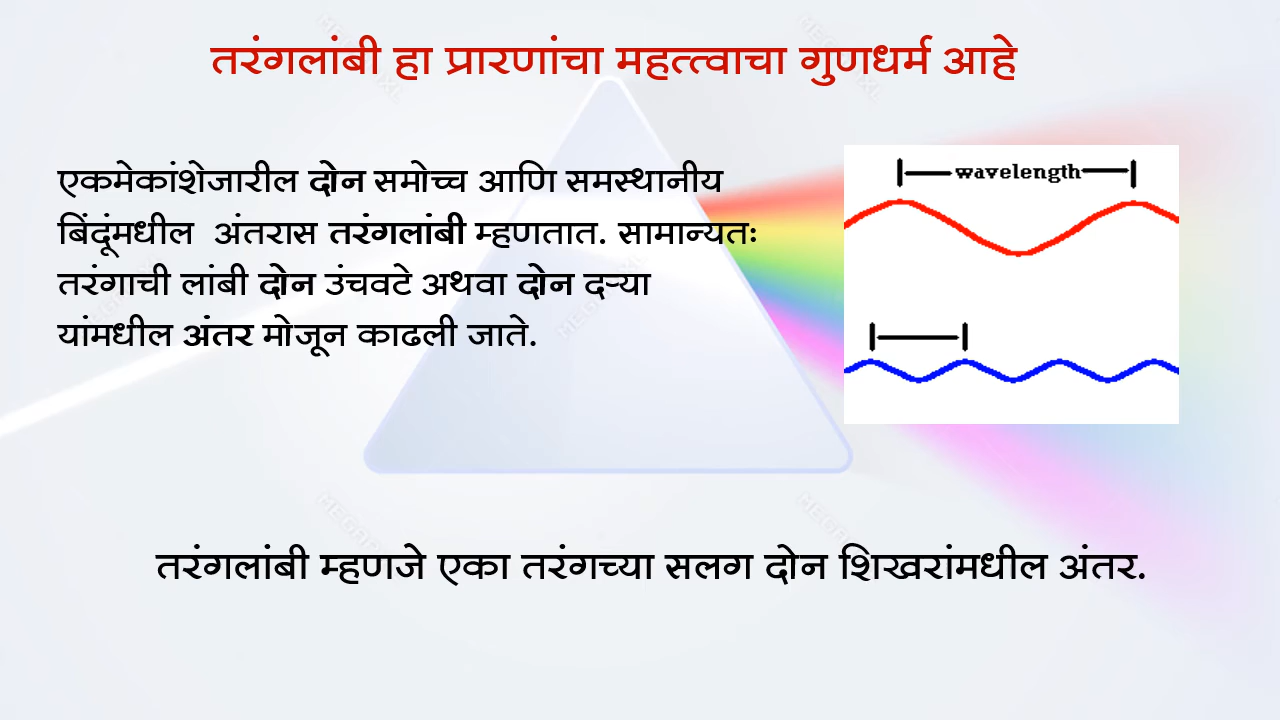 तरंगलांबी हा प्रारणांचा महत्त्वाचा गुणधर्म आहे
एकमेकांशेजारील दोन समोच्च आणि समस्थानीय
बिंदूंमधील अंतरास तरंगलांबी म्हणतात. सामान्यतः
तरंगाची लांबी दोन उंचवटे अथवा दोन दऱ्या
यांमधील अंतर मोजून काढली जाते.
wavelength
तरंगलांबी म्हणजे एका तरंगच्या सलग दोन शिखरांमधील अंतर.